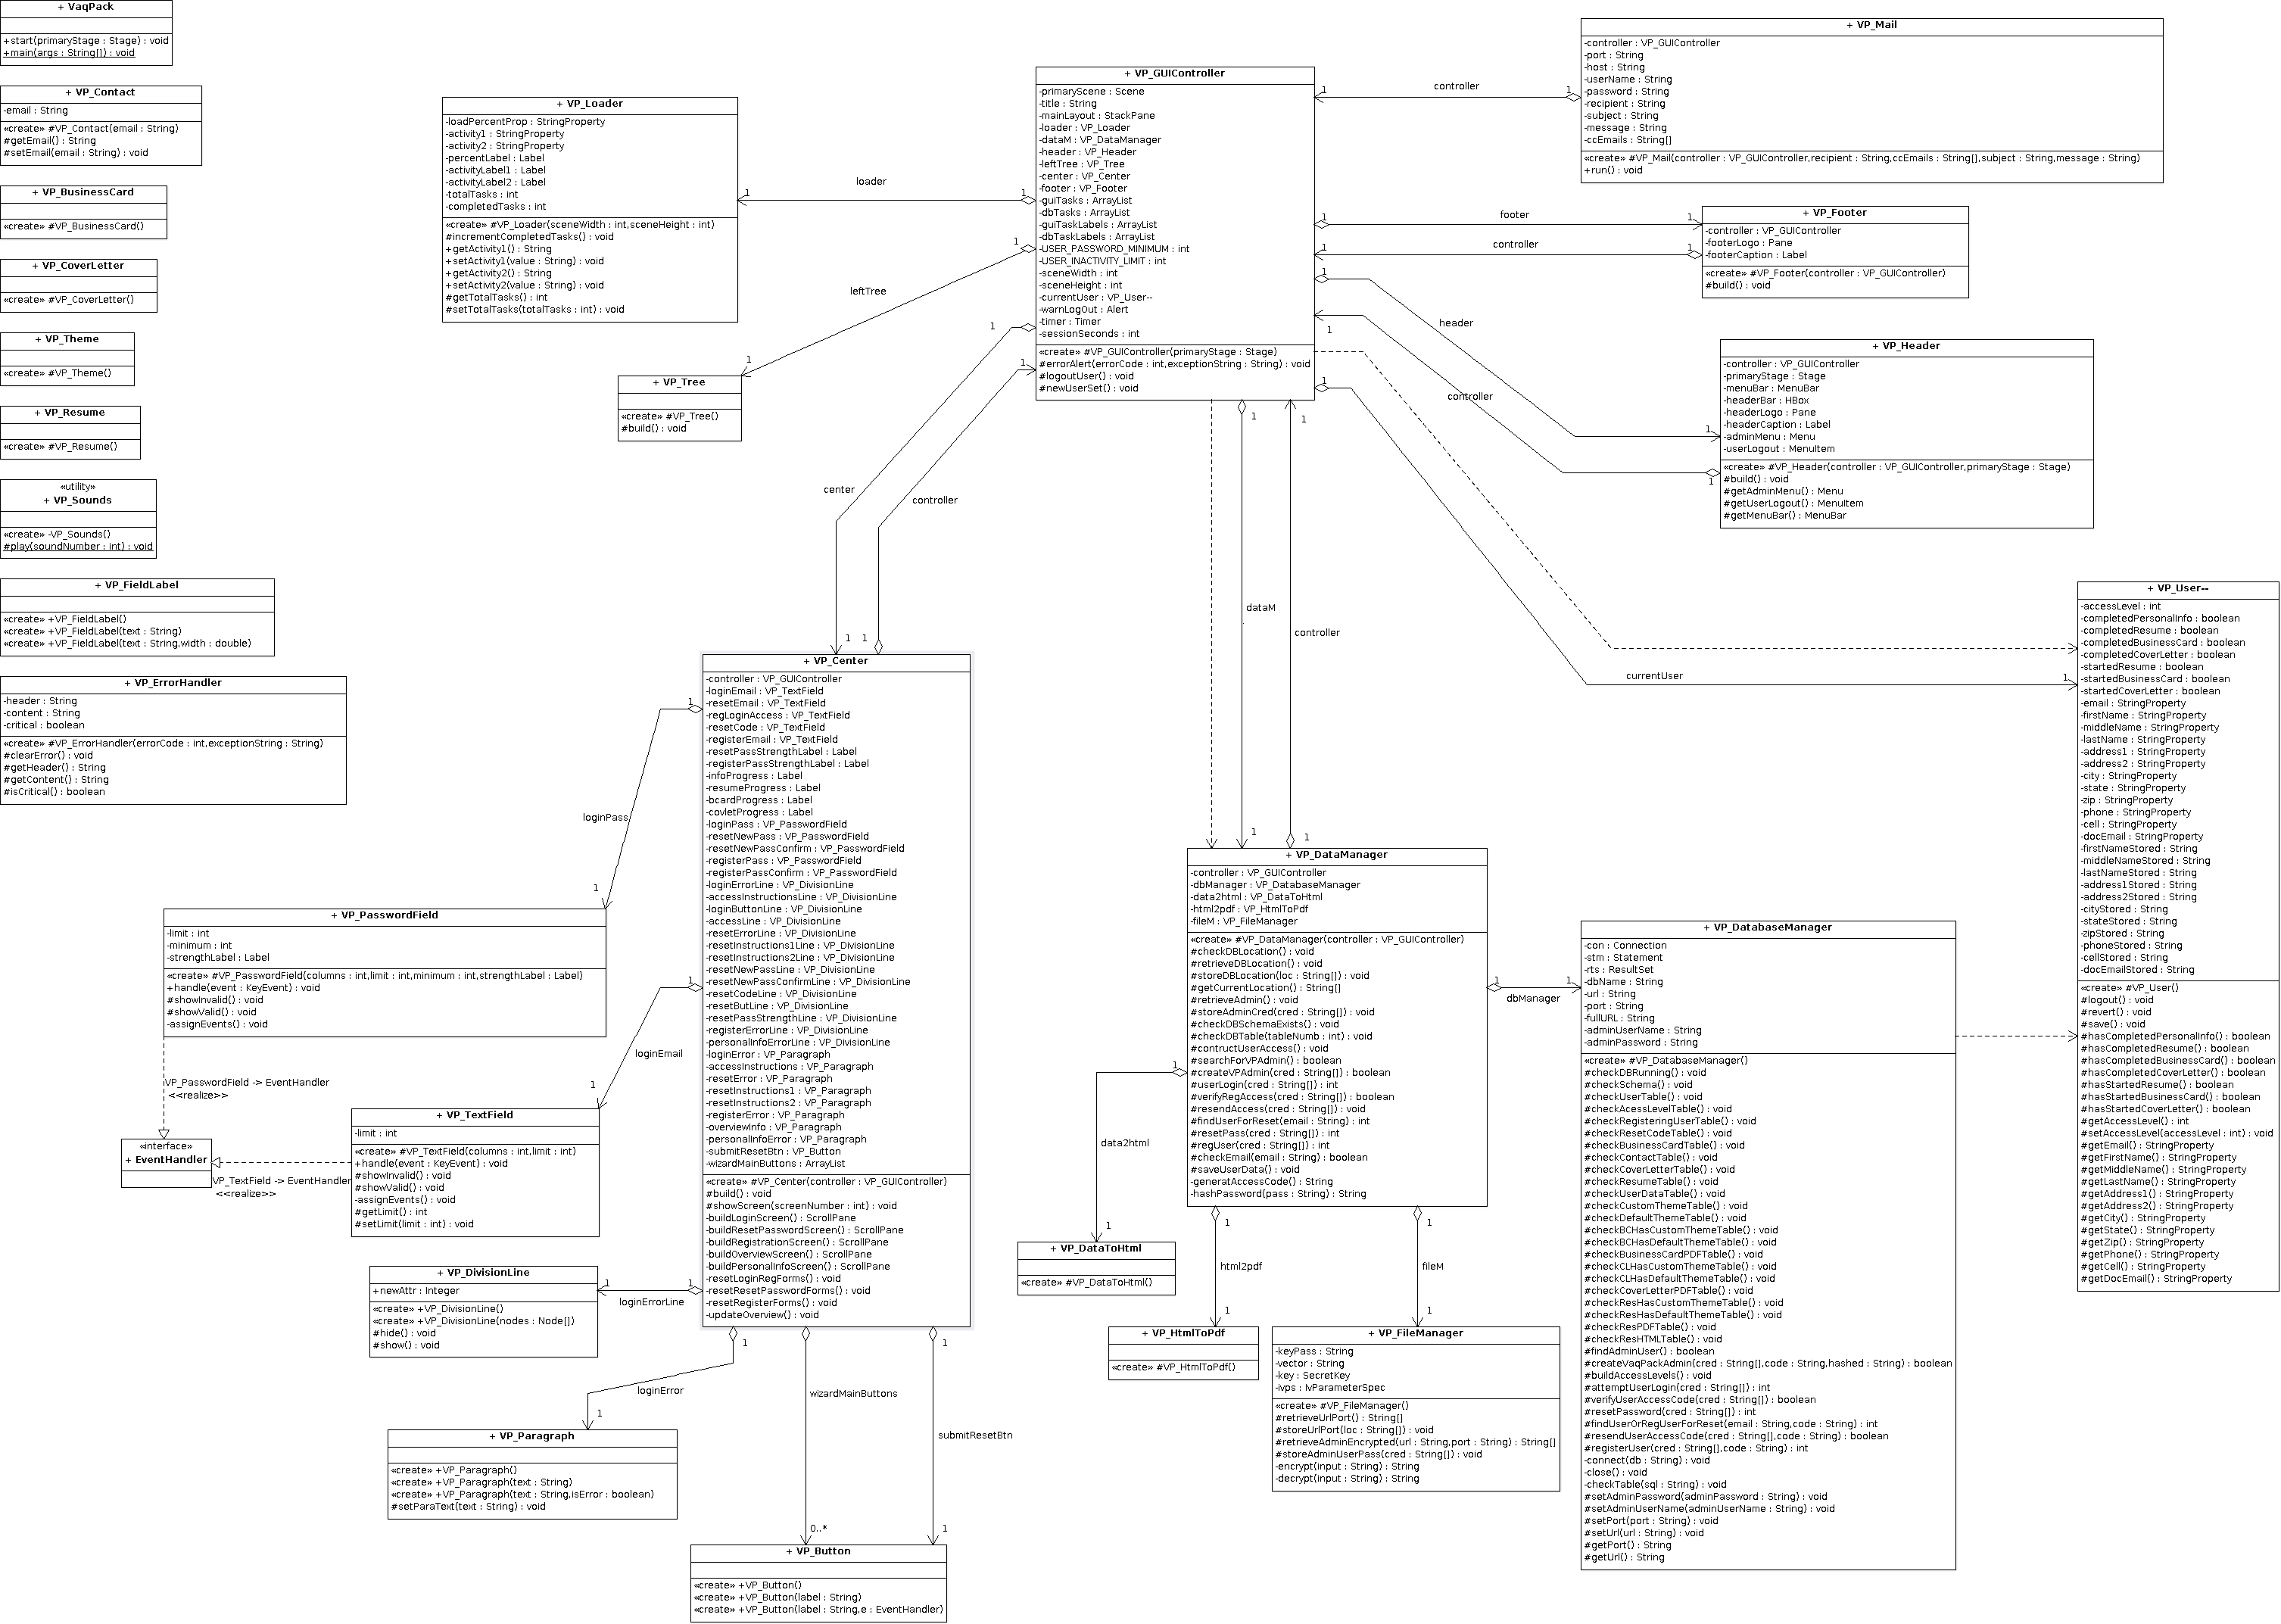 + VaqPack
+start(primaryStage : Stage) : void
+main(args : String[]) : void
+ VP_Contact
-email : String
«create» #VP_Contact(email : String)
#getEmail() : String
#setEmail(email : String) : void
+ VP_BusinessCard
«create» #VP_BusinessCard()
+ VP_CoverLetter
«create» #VP_CoverLetter()
+ VP_Theme
«create» #VP_Theme()
+ VP_Resume
«create» #VP_Resume()
«utility»
+ VP_Sounds
«create» -VP_Sounds()
#play(soundNumber : int) : void
+ VP_FieldLabel
«create» +VP_FieldLabel()
«create» +VP_FieldLabel(text : String)
«create» +VP_FieldLabel(text : String,width : double)
+ VP_ErrorHandler
-header : String
-content : String
-critical : boolean
«create» #VP_ErrorHandler(errorCode : int,exceptionString : String)
#clearError() : void
#getHeader() : String
#getContent() : String
#isCritical() : boolean
+ VP_Loader
-loadPercentProp : StringProperty
-activity1 : StringProperty
-activity2 : StringProperty
-percentLabel : Label
-activityLabel1 : Label
-activityLabel2 : Label
-totalTasks : int
-completedTasks : int
«create» #VP_Loader(sceneWidth : int,sceneHeight : int)
#incrementCompletedTasks() : void
+getActivity1() : String
+setActivity1(value : String) : void
+getActivity2() : String
+setActivity2(value : String) : void
#getTotalTasks() : int
#setTotalTasks(totalTasks : int) : void
1
loader
1
1
leftTree
1
+ VP_Tree
«create» #VP_Tree()
#build() : void
+ VP_GUIController
-primaryScene : Scene
-title : String
-mainLayout : StackPane
-loader : VP_Loader
-dataM : VP_DataManager
-header : VP_Header
-leftTree : VP_Tree
-center : VP_Center
-footer : VP_Footer
-guiTasks : ArrayList
-dbTasks : ArrayList
-guiTaskLabels : ArrayList
-dbTaskLabels : ArrayList
-USER_PASSWORD_MINIMUM : int
-USER_INACTIVITY_LIMIT : int
-sceneWidth : int
-sceneHeight : int
-currentUser : VP_User--
-warnLogOut : Alert
-timer : Timer
-sessionSeconds : int
«create» #VP_GUIController(primaryStage : Stage)
#errorAlert(errorCode : int,exceptionString : String) : void
#logoutUser() : void
#newUserSet() : void
1
controller
1
+ VP_Mail
-controller : VP_GUIController
-port : String
-host : String
-userName : String
-password : String
-recipient : String
-subject : String
-message : String
-ccEmails : String[]
«create» #VP_Mail(controller : VP_GUIController,recipient : String,ccEmails : String[],subject : String,message : String)
+run() : void
1
footer
1
1
controller
1
+ VP_Footer
-controller : VP_GUIController
-footerLogo : Pane
-footerCaption : Label
«create» #VP_Footer(controller : VP_GUIController)
#build() : void
1
header
1
1
controller
1
+ VP_Header
-controller : VP_GUIController
-primaryStage : Stage
-menuBar : MenuBar
-headerBar : HBox
-headerLogo : Pane
-headerCaption : Label
-adminMenu : Menu
-userLogout : MenuItem
«create» #VP_Header(controller : VP_GUIController,primaryStage : Stage)
#build() : void
#getAdminMenu() : Menu
#getUserLogout() : MenuItem
#getMenuBar() : MenuBar
1
center
1
1
controller
1
1
dataM
1
1
controller
1
1
currentUser
1
+ VP_User--
-accessLevel : int
-completedPersonalInfo : boolean
-completedResume : boolean
-completedBusinessCard : boolean
-completedCoverLetter : boolean
-startedResume : boolean
-startedBusinessCard : boolean
-startedCoverLetter : boolean
-email : StringProperty
-firstName : StringProperty
-middleName : StringProperty
-lastName : StringProperty
-address1 : StringProperty
-address2 : StringProperty
-city : StringProperty
-state : StringProperty
-zip : StringProperty
-phone : StringProperty
-cell : StringProperty
-docEmail : StringProperty
-firstNameStored : String
-middleNameStored : String
-lastNameStored : String
-address1Stored : String
-address2Stored : String
-cityStored : String
-stateStored : String
-zipStored : String
-phoneStored : String
-cellStored : String
-docEmailStored : String
«create» #VP_User()
#logout() : void
#revert() : void
#save() : void
#hasCompletedPersonalInfo() : boolean
#hasCompletedResume() : boolean
#hasCompletedBusinessCard() : boolean
#hasCompletedCoverLetter() : boolean
#hasStartedResume() : boolean
#hasStartedBusinessCard() : boolean
#hasStartedCoverLetter() : boolean
#getAccessLevel() : int
#setAccessLevel(accessLevel : int) : void
#getEmail() : StringProperty
#getFirstName() : StringProperty
#getMiddleName() : StringProperty
#getLastName() : StringProperty
#getAddress1() : StringProperty
#getAddress2() : StringProperty
#getCity() : StringProperty
#getState() : StringProperty
#getZip() : StringProperty
#getPhone() : StringProperty
#getCell() : StringProperty
#getDocEmail() : StringProperty
+ VP_Center
-controller : VP_GUIController
-loginEmail : VP_TextField
-resetEmail : VP_TextField
-regLoginAccess : VP_TextField
-resetCode : VP_TextField
-registerEmail : VP_TextField
-resetPassStrengthLabel : Label
-registerPassStrengthLabel : Label
-infoProgress : Label
-resumeProgress : Label
-bcardProgress : Label
-covletProgress : Label
-loginPass : VP_PasswordField
-resetNewPass : VP_PasswordField
-resetNewPassConfirm : VP_PasswordField
-registerPass : VP_PasswordField
-registerPassConfirm : VP_PasswordField
-loginErrorLine : VP_DivisionLine
-accessInstructionsLine : VP_DivisionLine
-loginButtonLine : VP_DivisionLine
-accessLine : VP_DivisionLine
-resetErrorLine : VP_DivisionLine
-resetInstructions1Line : VP_DivisionLine
-resetInstructions2Line : VP_DivisionLine
-resetNewPassLine : VP_DivisionLine
-resetNewPassConfirmLine : VP_DivisionLine
-resetCodeLine : VP_DivisionLine
-resetButLine : VP_DivisionLine
-resetPassStrengthLine : VP_DivisionLine
-registerErrorLine : VP_DivisionLine
-personalInfoErrorLine : VP_DivisionLine
-loginError : VP_Paragraph
-accessInstructions : VP_Paragraph
-resetError : VP_Paragraph
-resetInstructions1 : VP_Paragraph
-resetInstructions2 : VP_Paragraph
-registerError : VP_Paragraph
-overviewInfo : VP_Paragraph
-personalInfoError : VP_Paragraph
-submitResetBtn : VP_Button
-wizardMainButtons : ArrayList
«create» #VP_Center(controller : VP_GUIController)
#build() : void
#showScreen(screenNumber : int) : void
-buildLoginScreen() : ScrollPane
-buildResetPasswordScreen() : ScrollPane
-buildRegistrationScreen() : ScrollPane
-buildOverviewScreen() : ScrollPane
-buildPersonalInfoScreen() : ScrollPane
-resetLoginRegForms() : void
-resetResetPasswordForms() : void
-resetRegisterForms() : void
-updateOverview() : void
1
loginPass
1
+ VP_PasswordField
-limit : int
-minimum : int
-strengthLabel : Label
«create» #VP_PasswordField(columns : int,limit : int,minimum : int,strengthLabel : Label)
+handle(event : KeyEvent) : void
#showInvalid() : void
#showValid() : void
-assignEvents() : void
1
loginEmail
1
VP_PasswordField -> EventHandler
<<realize>>
+ VP_TextField
-limit : int
«create» #VP_TextField(columns : int,limit : int)
+handle(event : KeyEvent) : void
#showInvalid() : void
#showValid() : void
-assignEvents() : void
#getLimit() : int
#setLimit(limit : int) : void
«interface»
+ EventHandler
VP_TextField -> EventHandler
<<realize>>
+ VP_DivisionLine
+newAttr : Integer
«create» +VP_DivisionLine()
«create» +VP_DivisionLine(nodes : Node[])
#hide() : void
#show() : void
1
loginErrorLine
1
1
loginError
1
+ VP_Paragraph
«create» +VP_Paragraph()
«create» +VP_Paragraph(text : String)
«create» +VP_Paragraph(text : String,isError : boolean)
#setParaText(text : String) : void
wizardMainButtons
0..*
1
submitResetBtn
1
+ VP_Button
«create» +VP_Button()
«create» +VP_Button(label : String)
«create» +VP_Button(label : String,e : EventHandler)
+ VP_DataManager
-controller : VP_GUIController
-dbManager : VP_DatabaseManager
-data2html : VP_DataToHtml
-html2pdf : VP_HtmlToPdf
-fileM : VP_FileManager
«create» #VP_DataManager(controller : VP_GUIController)
#checkDBLocation() : void
#retrieveDBLocation() : void
#storeDBLocation(loc : String[]) : void
#getCurrentLocation() : String[]
#retrieveAdmin() : void
#storeAdminCred(cred : String[]) : void
#checkDBSchemaExists() : void
#checkDBTable(tableNumb : int) : void
#contructUserAccess() : void
#searchForVPAdmin() : boolean
#createVPAdmin(cred : String[]) : boolean
#userLogin(cred : String[]) : int
#verifyRegAccess(cred : String[]) : boolean
#resendAccess(cred : String[]) : void
#findUserForReset(email : String) : int
#resetPass(cred : String[]) : int
#regUser(cred : String[]) : int
#checkEmail(email : String) : boolean
#saveUserData() : void
-generatAccessCode() : String
-hashPassword(pass : String) : String
1
dbManager
1
1
data2html
1
+ VP_DataToHtml
«create» #VP_DataToHtml()
1
html2pdf
1
+ VP_HtmlToPdf
«create» #VP_HtmlToPdf()
1
fileM
1
+ VP_FileManager
-keyPass : String
-vector : String
-key : SecretKey
-ivps : IvParameterSpec
«create» #VP_FileManager()
#retrieveUrlPort() : String[]
#storeUrlPort(loc : String[]) : void
#retrieveAdminEncrypted(url : String,port : String) : String[]
#storeAdminUserPass(cred : String[]) : void
-encrypt(input : String) : String
-decrypt(input : String) : String
+ VP_DatabaseManager
-con : Connection
-stm : Statement
-rts : ResultSet
-dbName : String
-url : String
-port : String
-fullURL : String
-adminUserName : String
-adminPassword : String
«create» #VP_DatabaseManager()
#checkDBRunning() : void
#checkSchema() : void
#checkUserTable() : void
#checkAcessLevelTable() : void
#checkRegisteringUserTable() : void
#checkResetCodeTable() : void
#checkBusinessCardTable() : void
#checkContactTable() : void
#checkCoverLetterTable() : void
#checkResumeTable() : void
#checkUserDataTable() : void
#checkCustomThemeTable() : void
#checkDefaultThemeTable() : void
#checkBCHasCustomThemeTable() : void
#checkBCHasDefaultThemeTable() : void
#checkBusinessCardPDFTable() : void
#checkCLHasCustomThemeTable() : void
#checkCLHasDefaultThemeTable() : void
#checkCoverLetterPDFTable() : void
#checkResHasCustomThemeTable() : void
#checkResHasDefaultThemeTable() : void
#checkResPDFTable() : void
#checkResHTMLTable() : void
#findAdminUser() : boolean
#createVaqPackAdmin(cred : String[],code : String,hashed : String) : boolean
#buildAccessLevels() : void
#attemptUserLogin(cred : String[]) : int
#verifyUserAccessCode(cred : String[]) : boolean
#resetPassword(cred : String[]) : int
#findUserOrRegUserForReset(email : String,code : String) : int
#resendUserAccessCode(cred : String[],code : String) : boolean
#registerUser(cred : String[],code : String) : int
-connect(db : String) : void
-close() : void
-checkTable(sql : String) : void
#setAdminPassword(adminPassword : String) : void
#setAdminUserName(adminUserName : String) : void
#setPort(port : String) : void
#setUrl(url : String) : void
#getPort() : String
#getUrl() : String